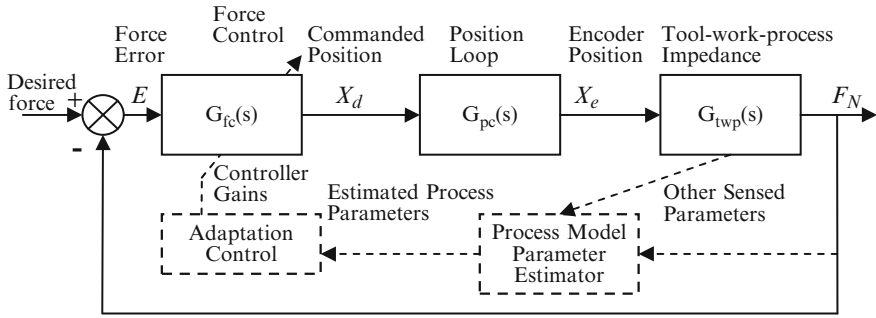 Force
Error
Force
Control
Commanded
Position
Position
Loop
Encoder
Position
Tool-work-process
Impedance
Desired
force
+
-
E
G_fc(s)
X_d
G_pc(s)
X_e
G_twp(s)
F_N
Controller
Gains
Estimated Process
Parameters
Other Sensed
Parameters
Adaptation
Control
Process Model
Parameter
Estimator